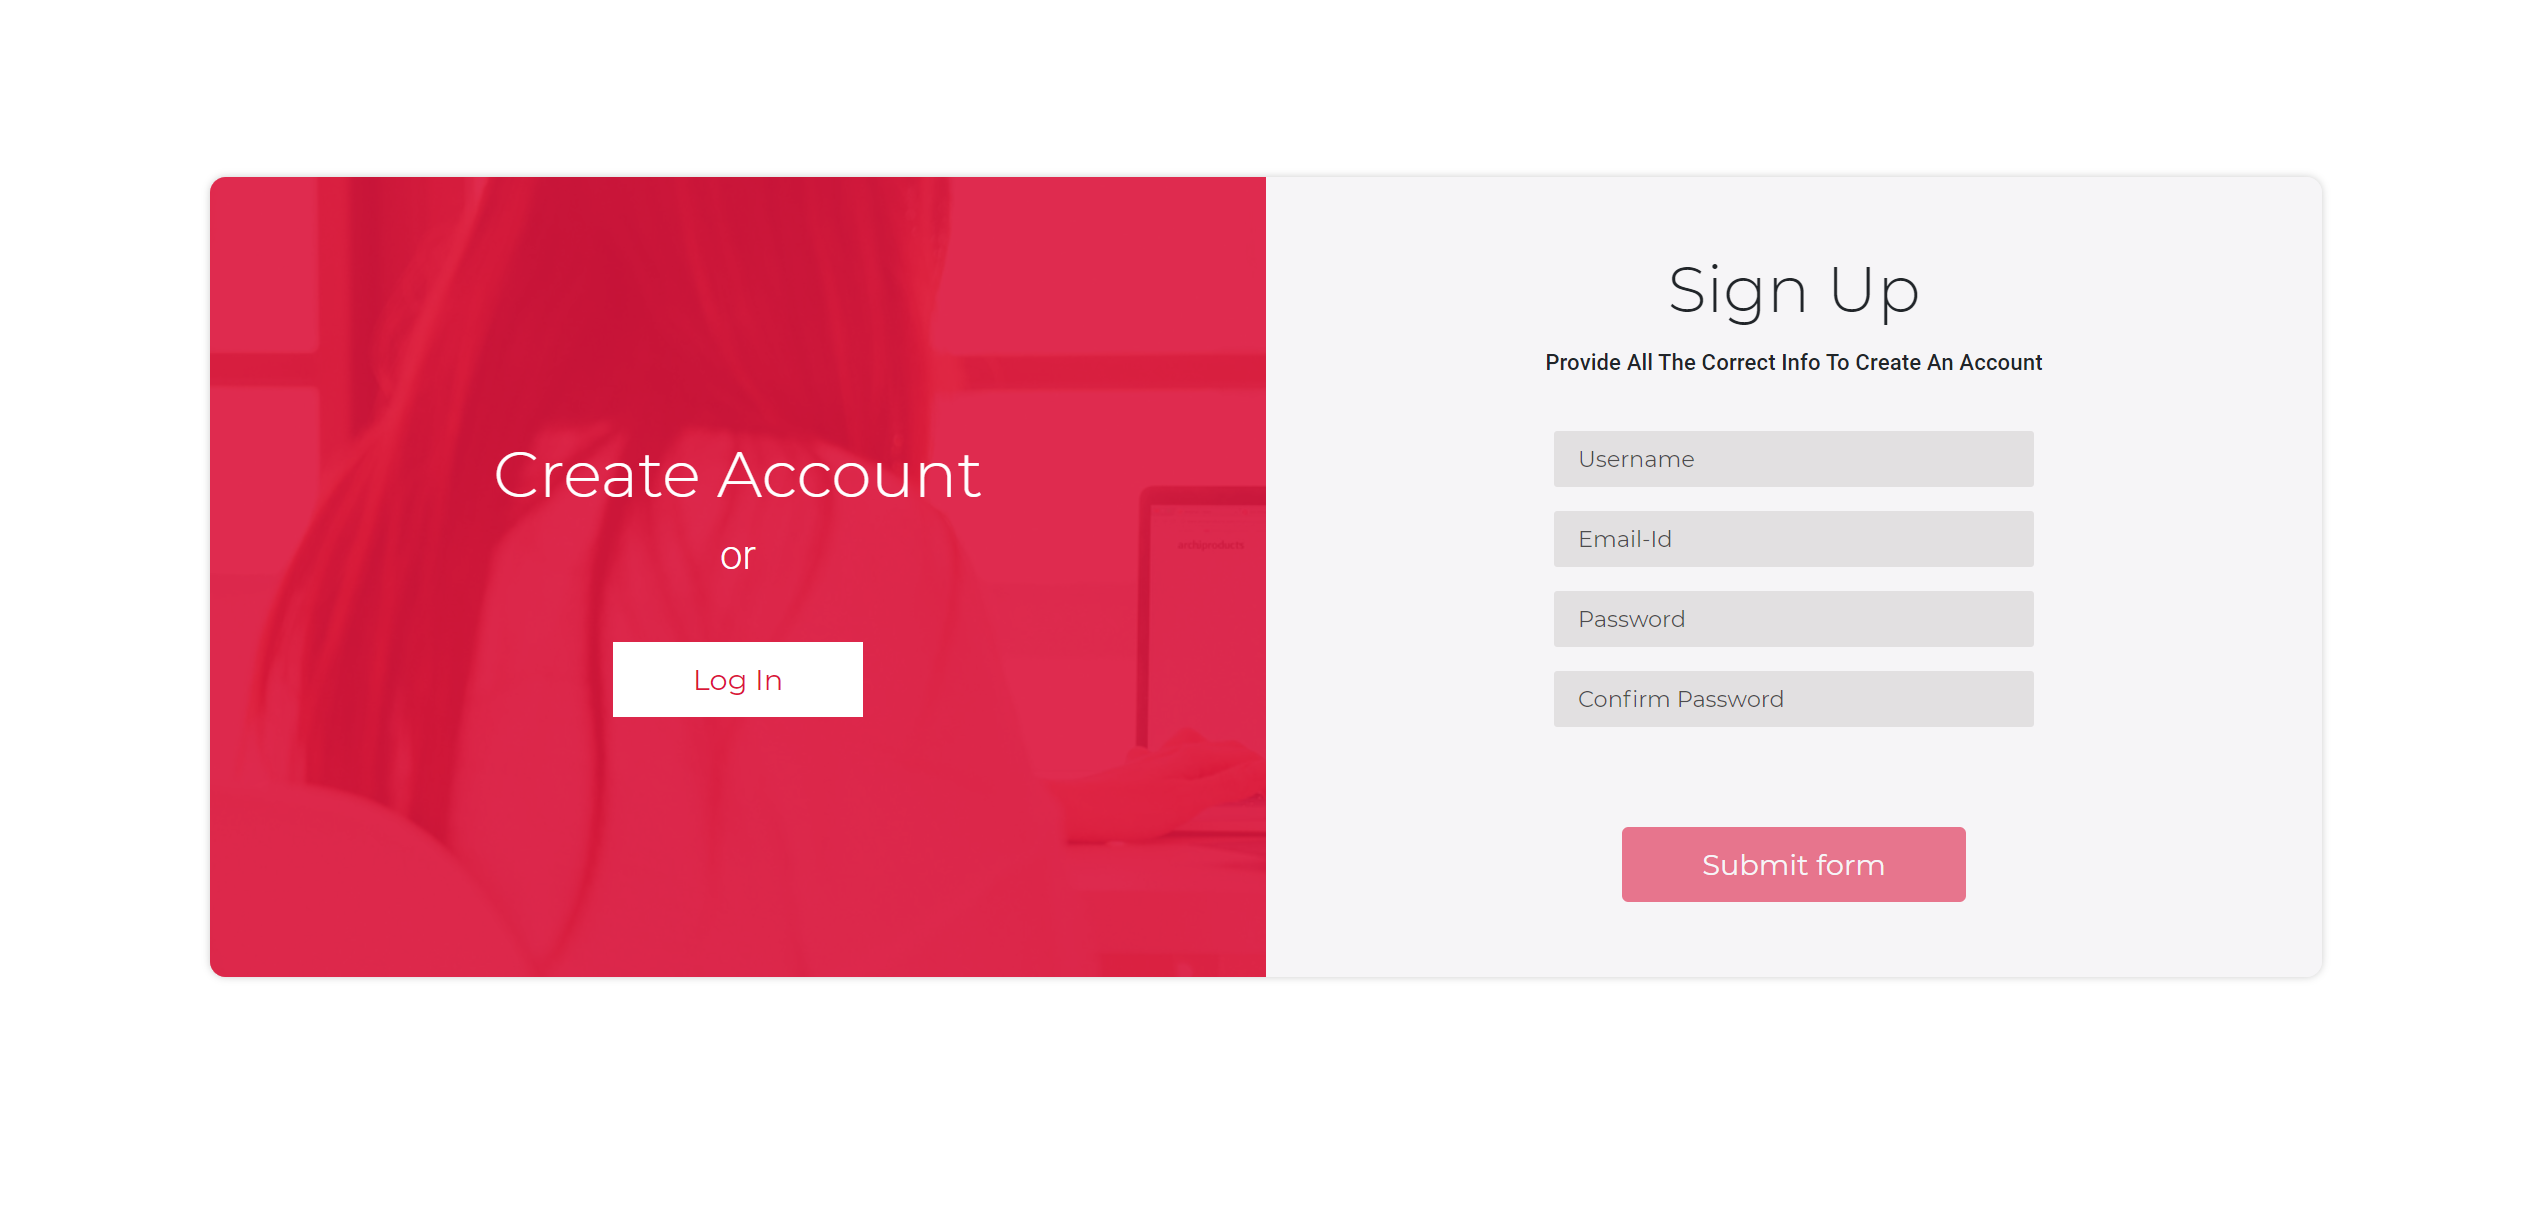 Create Account
or
Log In
archiproducts
Sign Up
Provide All The Correct Info To Create An Account
Username
Email-Id
Password
Confirm Password
Submit form